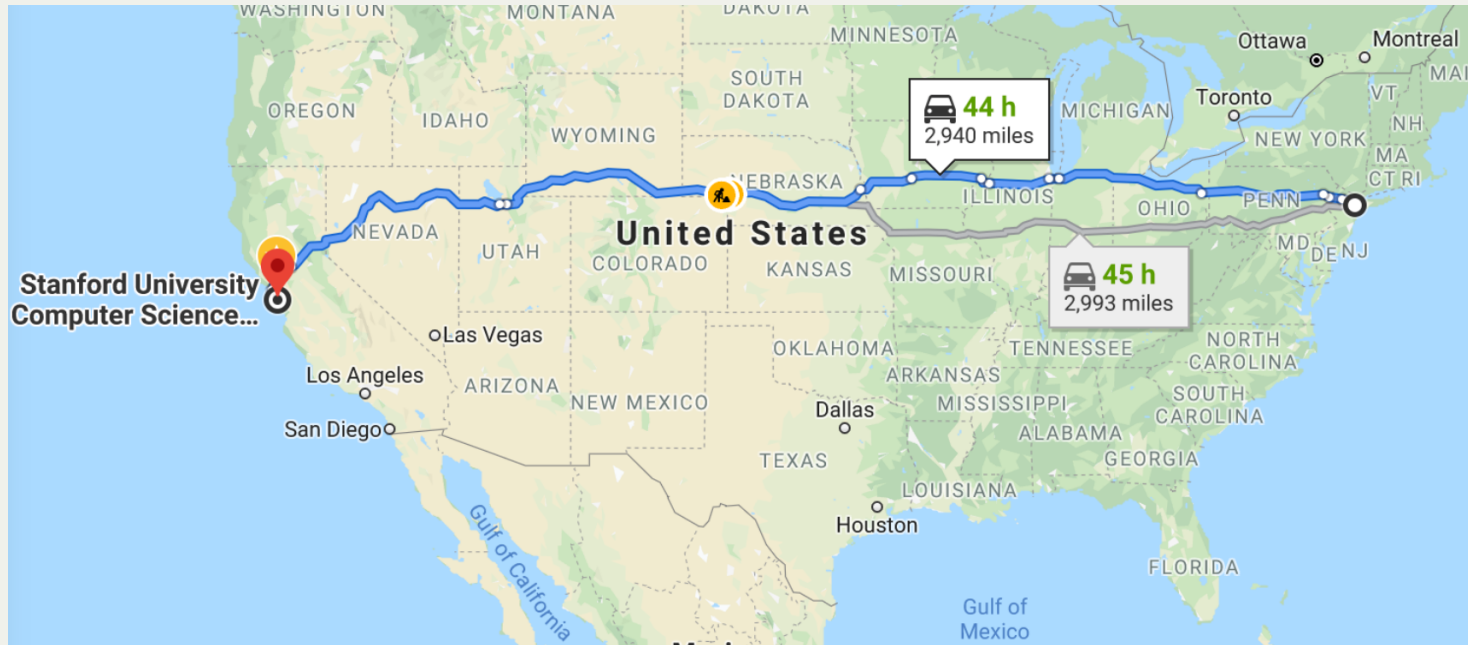 WASHINGTON
MONTANA
DAKOTA
MINNESOTA
Ottawa
Montreal
SOUTH
DAKOTA
44 h
2,940 miles
MICHIGAN
Toronto
VT
MAI
OREGON
IDAHO
WYOMING
NEW YORK
NH
MA
CT RI
NEBRASKA
ILLINOIS
OHIO
PENN
NEVADA
UTAH
United States
COLORADO
KANSAS
MISSOURI
45 h
2,993 miles
MD
DE
NJ
Stanford University
Computer Science…
Las Vegas
Los Angeles
San Diego
ARIZONA
NEW MEXICO
OKLAHOMA
ARKANSAS
TENNESSEE
NORTH
CAROLINA
MISSISSIPPI
SOUTH
CAROLINA
Dallas
ALABAMA
TEXAS
GEORGIA
LOUISIANA
Houston
Gulf of California
FLORIDA
Gulf of
Mexico